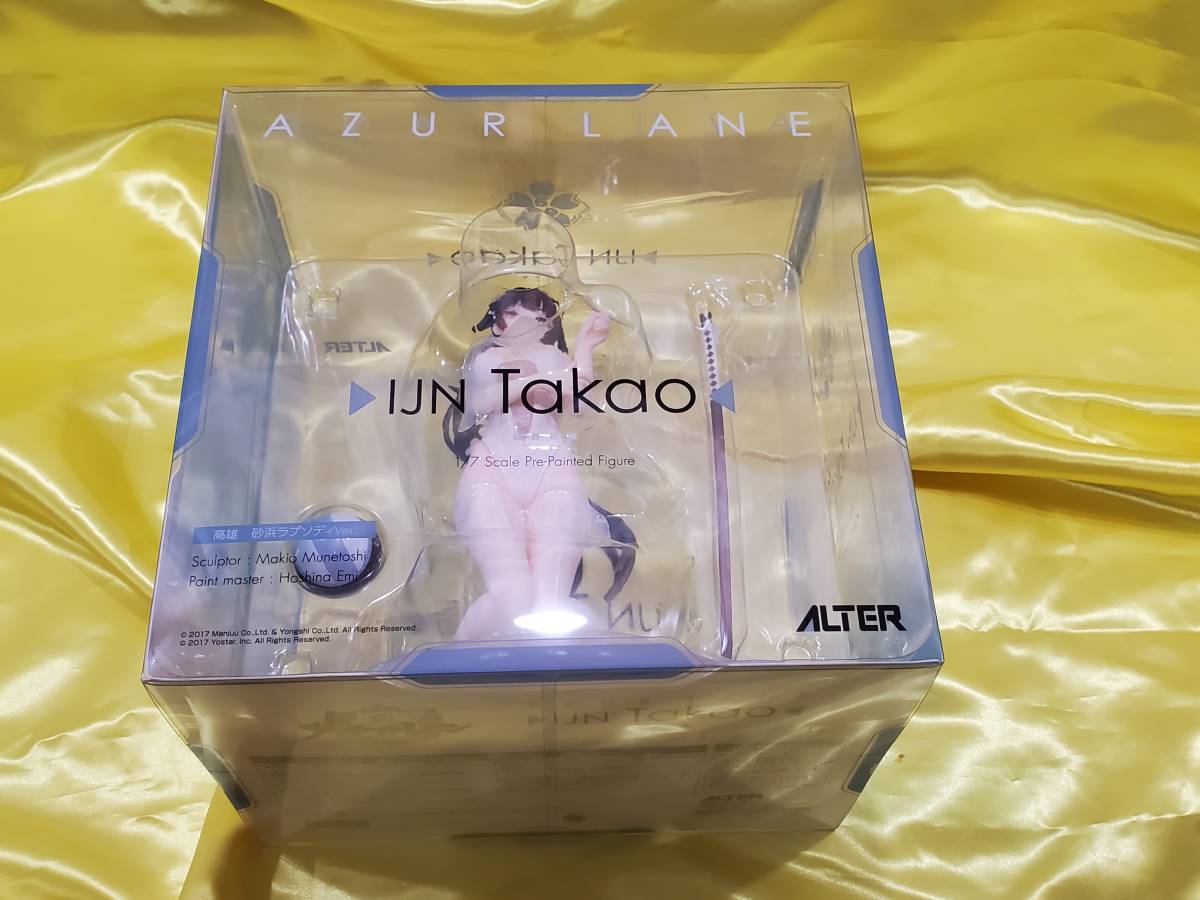 AZUR LANE
IJN Takao
ALTER
IJN Takao
1/7 Scale Pre-Painted Figure
高雄 砂浜ラプソディVer.
Sculptor : Makio Munetoshi
Paint master : Hoshina Emi
ALTER
© 2017 Manjuu Co.,Ltd. & Yongshi Co.,Ltd. All Rights Reserved.
© 2017 Yostar, Inc. All Rights Reserved.
IJN Takao
ALTER